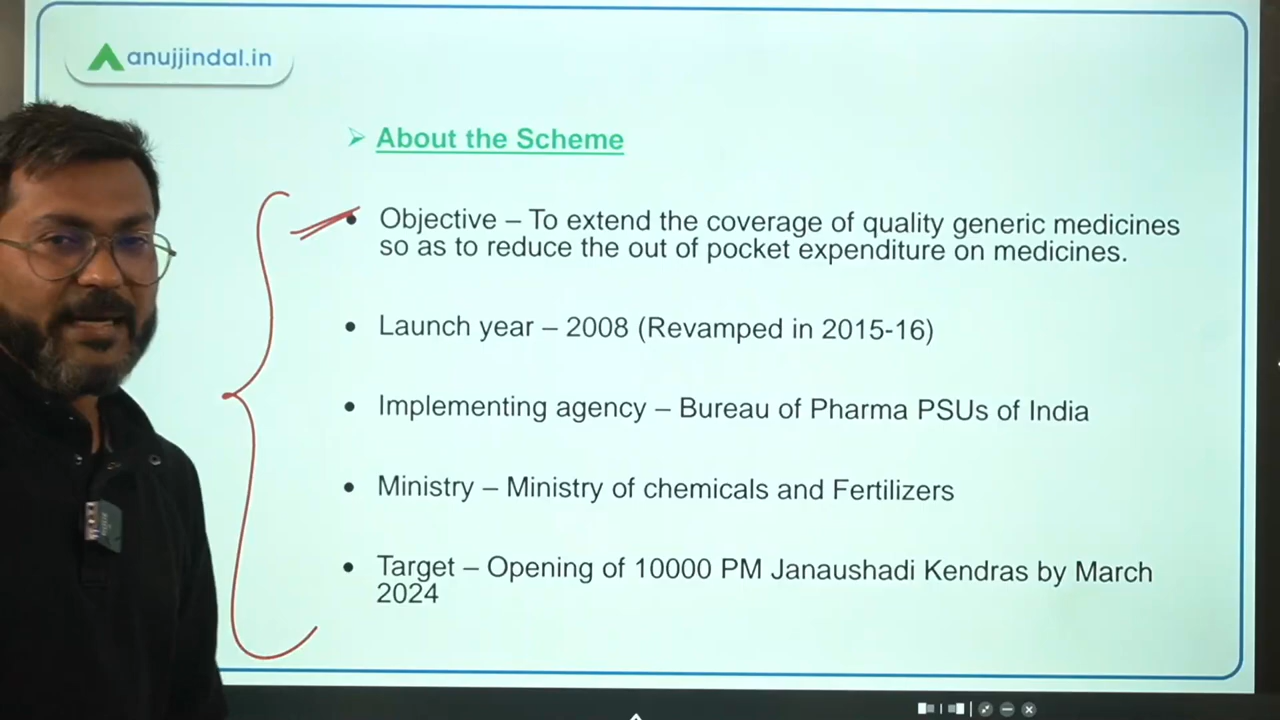 anujjindal.in
➢ About the Scheme
• Objective – To extend the coverage of quality generic medicines
so as to reduce the out of pocket expenditure on medicines.
• Launch year – 2008 (Revamped in 2015-16)
• Implementing agency – Bureau of Pharma PSUs of India
• Ministry – Ministry of chemicals and Fertilizers
• Target – Opening of 10000 PM Janaushadi Kendras by March
2024